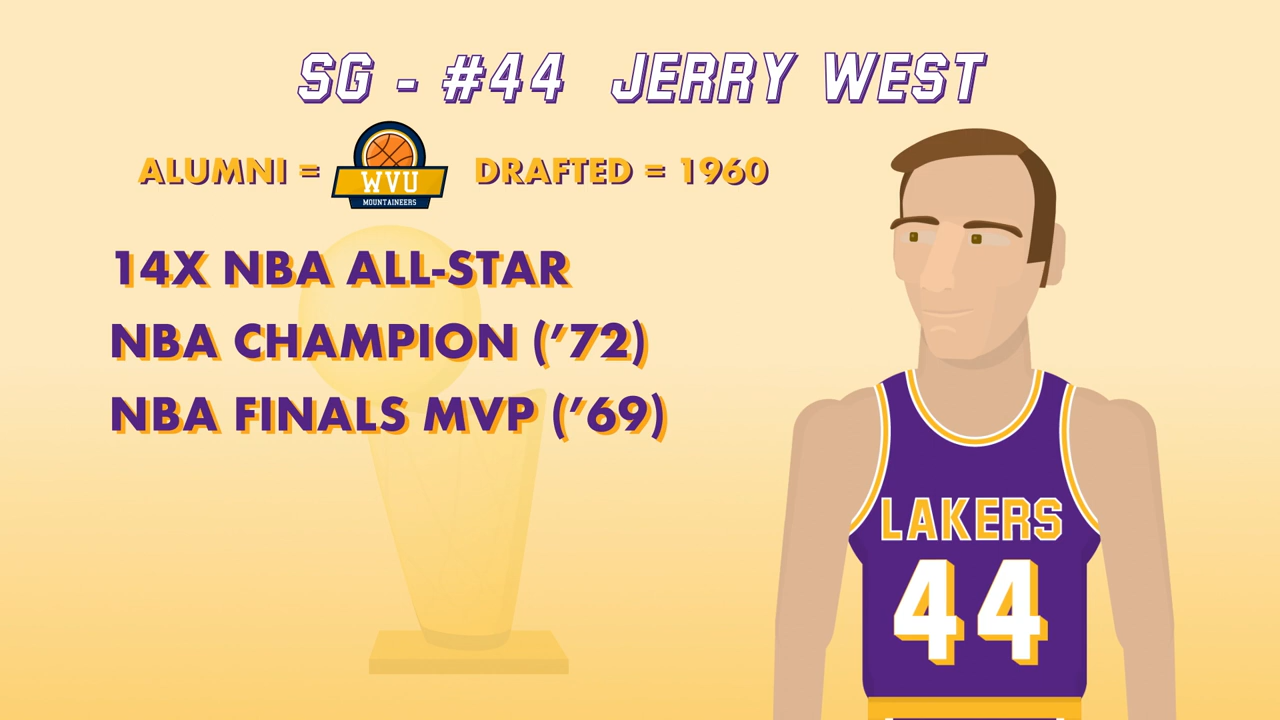 SG - #44 JERRY WEST
ALUMNI = WVU MOUNTAINEERS DRAFTED = 1960
14X NBA ALL-STAR
NBA CHAMPION (’72)
NBA FINALS MVP (’69)
LAKERS
44